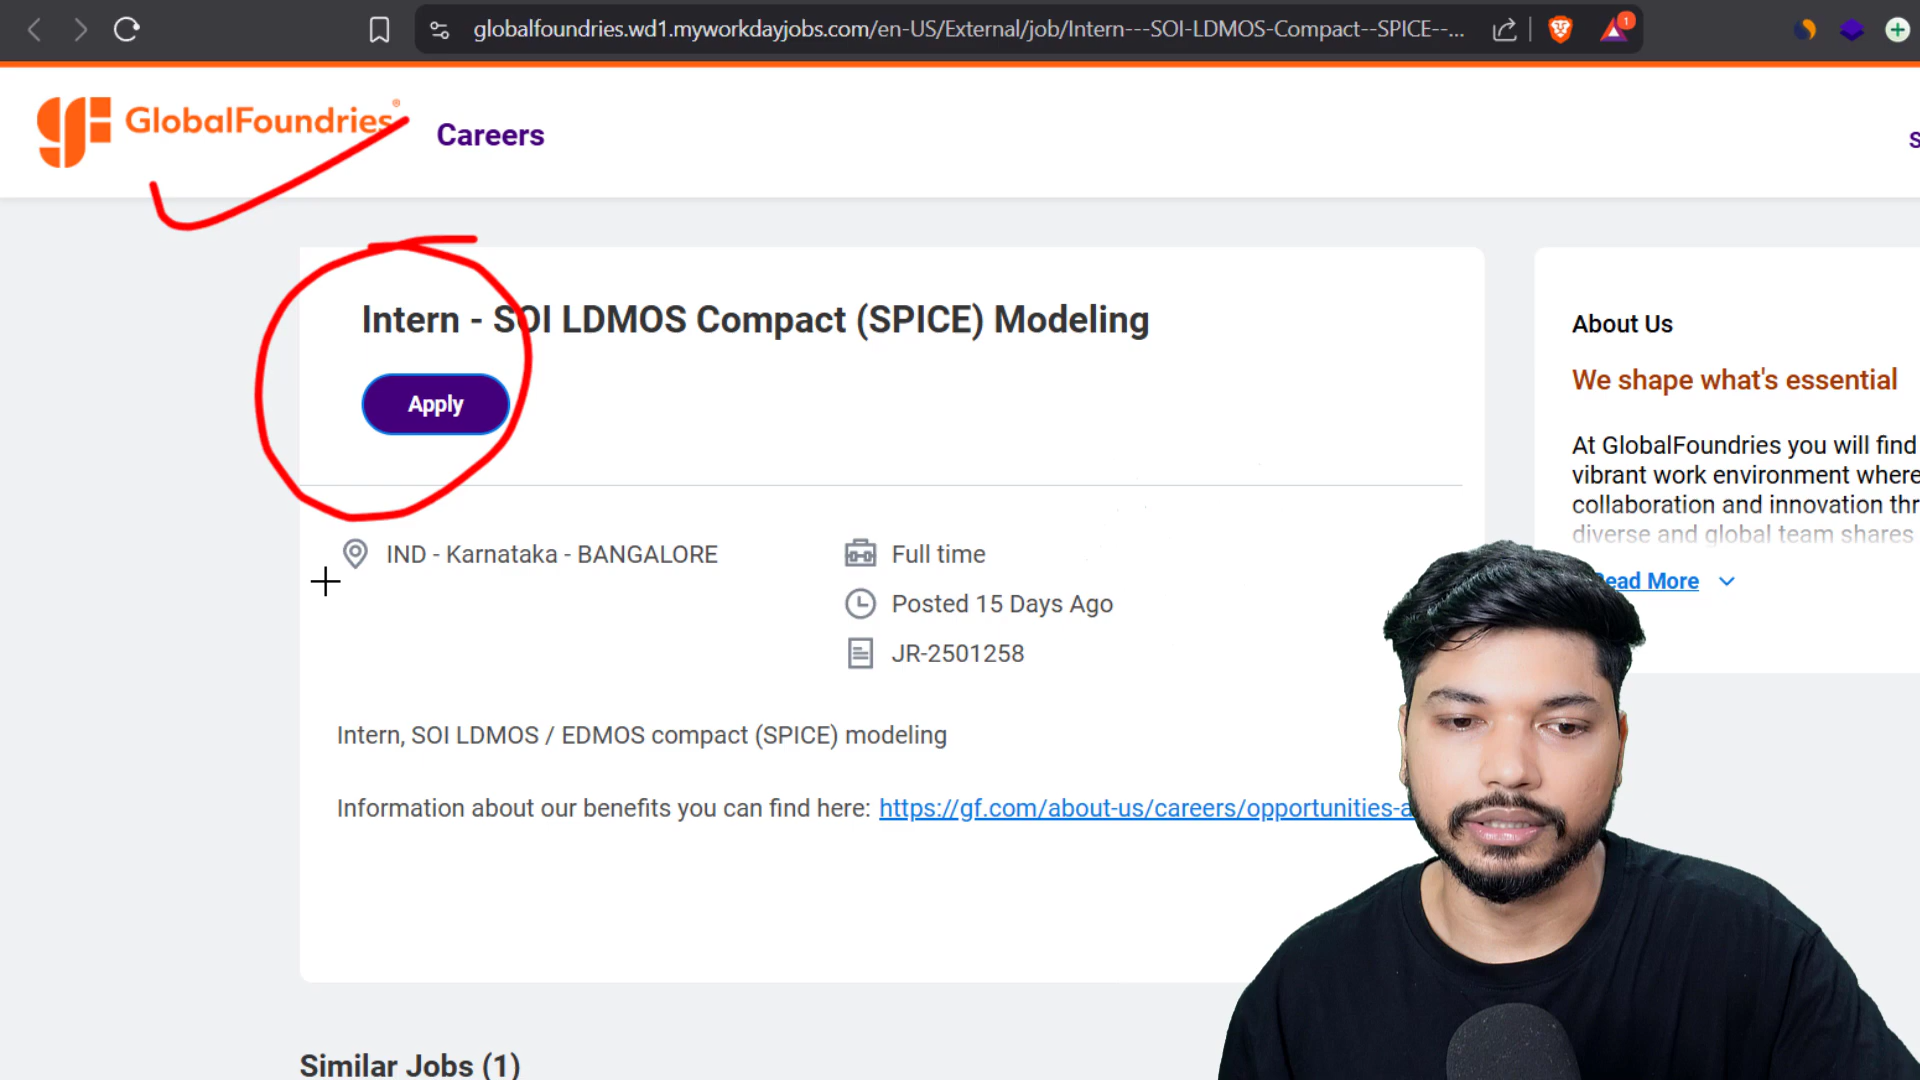 globalfoundries.wd1.myworkdayjobs.com/en-US/External/job/Intern---SOI-LDMOS-Compact--SPICE--...
1
GlobalFoundries®
Careers
S
Intern - SOI LDMOS Compact (SPICE) Modeling
Apply
IND - Karnataka - BANGALORE
Full time
Posted 15 Days Ago
JR-2501258
Intern, SOI LDMOS / EDMOS compact (SPICE) modeling
Information about our benefits you can find here: https://gf.com/about-us/careers/opportunities-a
Similar Jobs (1)
About Us
We shape what's essential
At GlobalFoundries you will find
vibrant work environment where
collaboration and innovation thr
diverse and global team shares
Read More